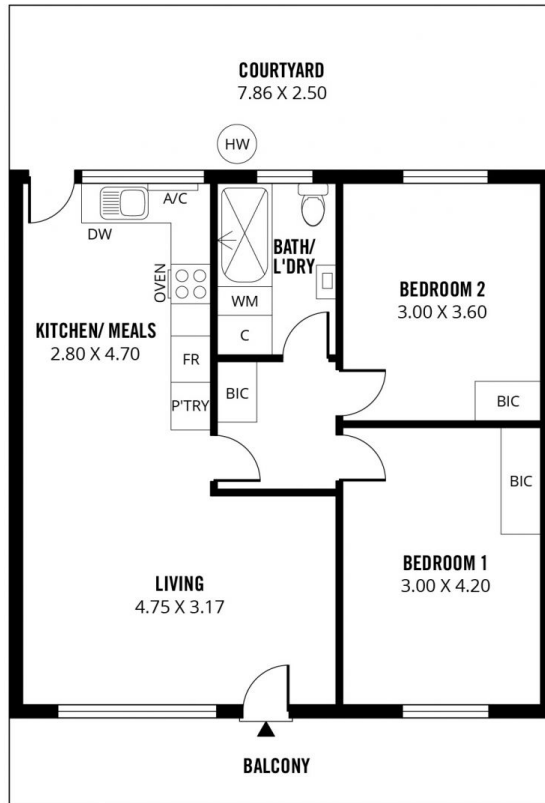 COURTYARD
7.86 X 2.50
HW
A/C
DW
OVEN
BATH/
L'DRY
WM
C
KITCHEN/ MEALS
2.80 X 4.70
FR
P'TRY
BIC
BEDROOM 2
3.00 X 3.60
BIC
BIC
BEDROOM 1
3.00 X 4.20
LIVING
4.75 X 3.17
BALCONY